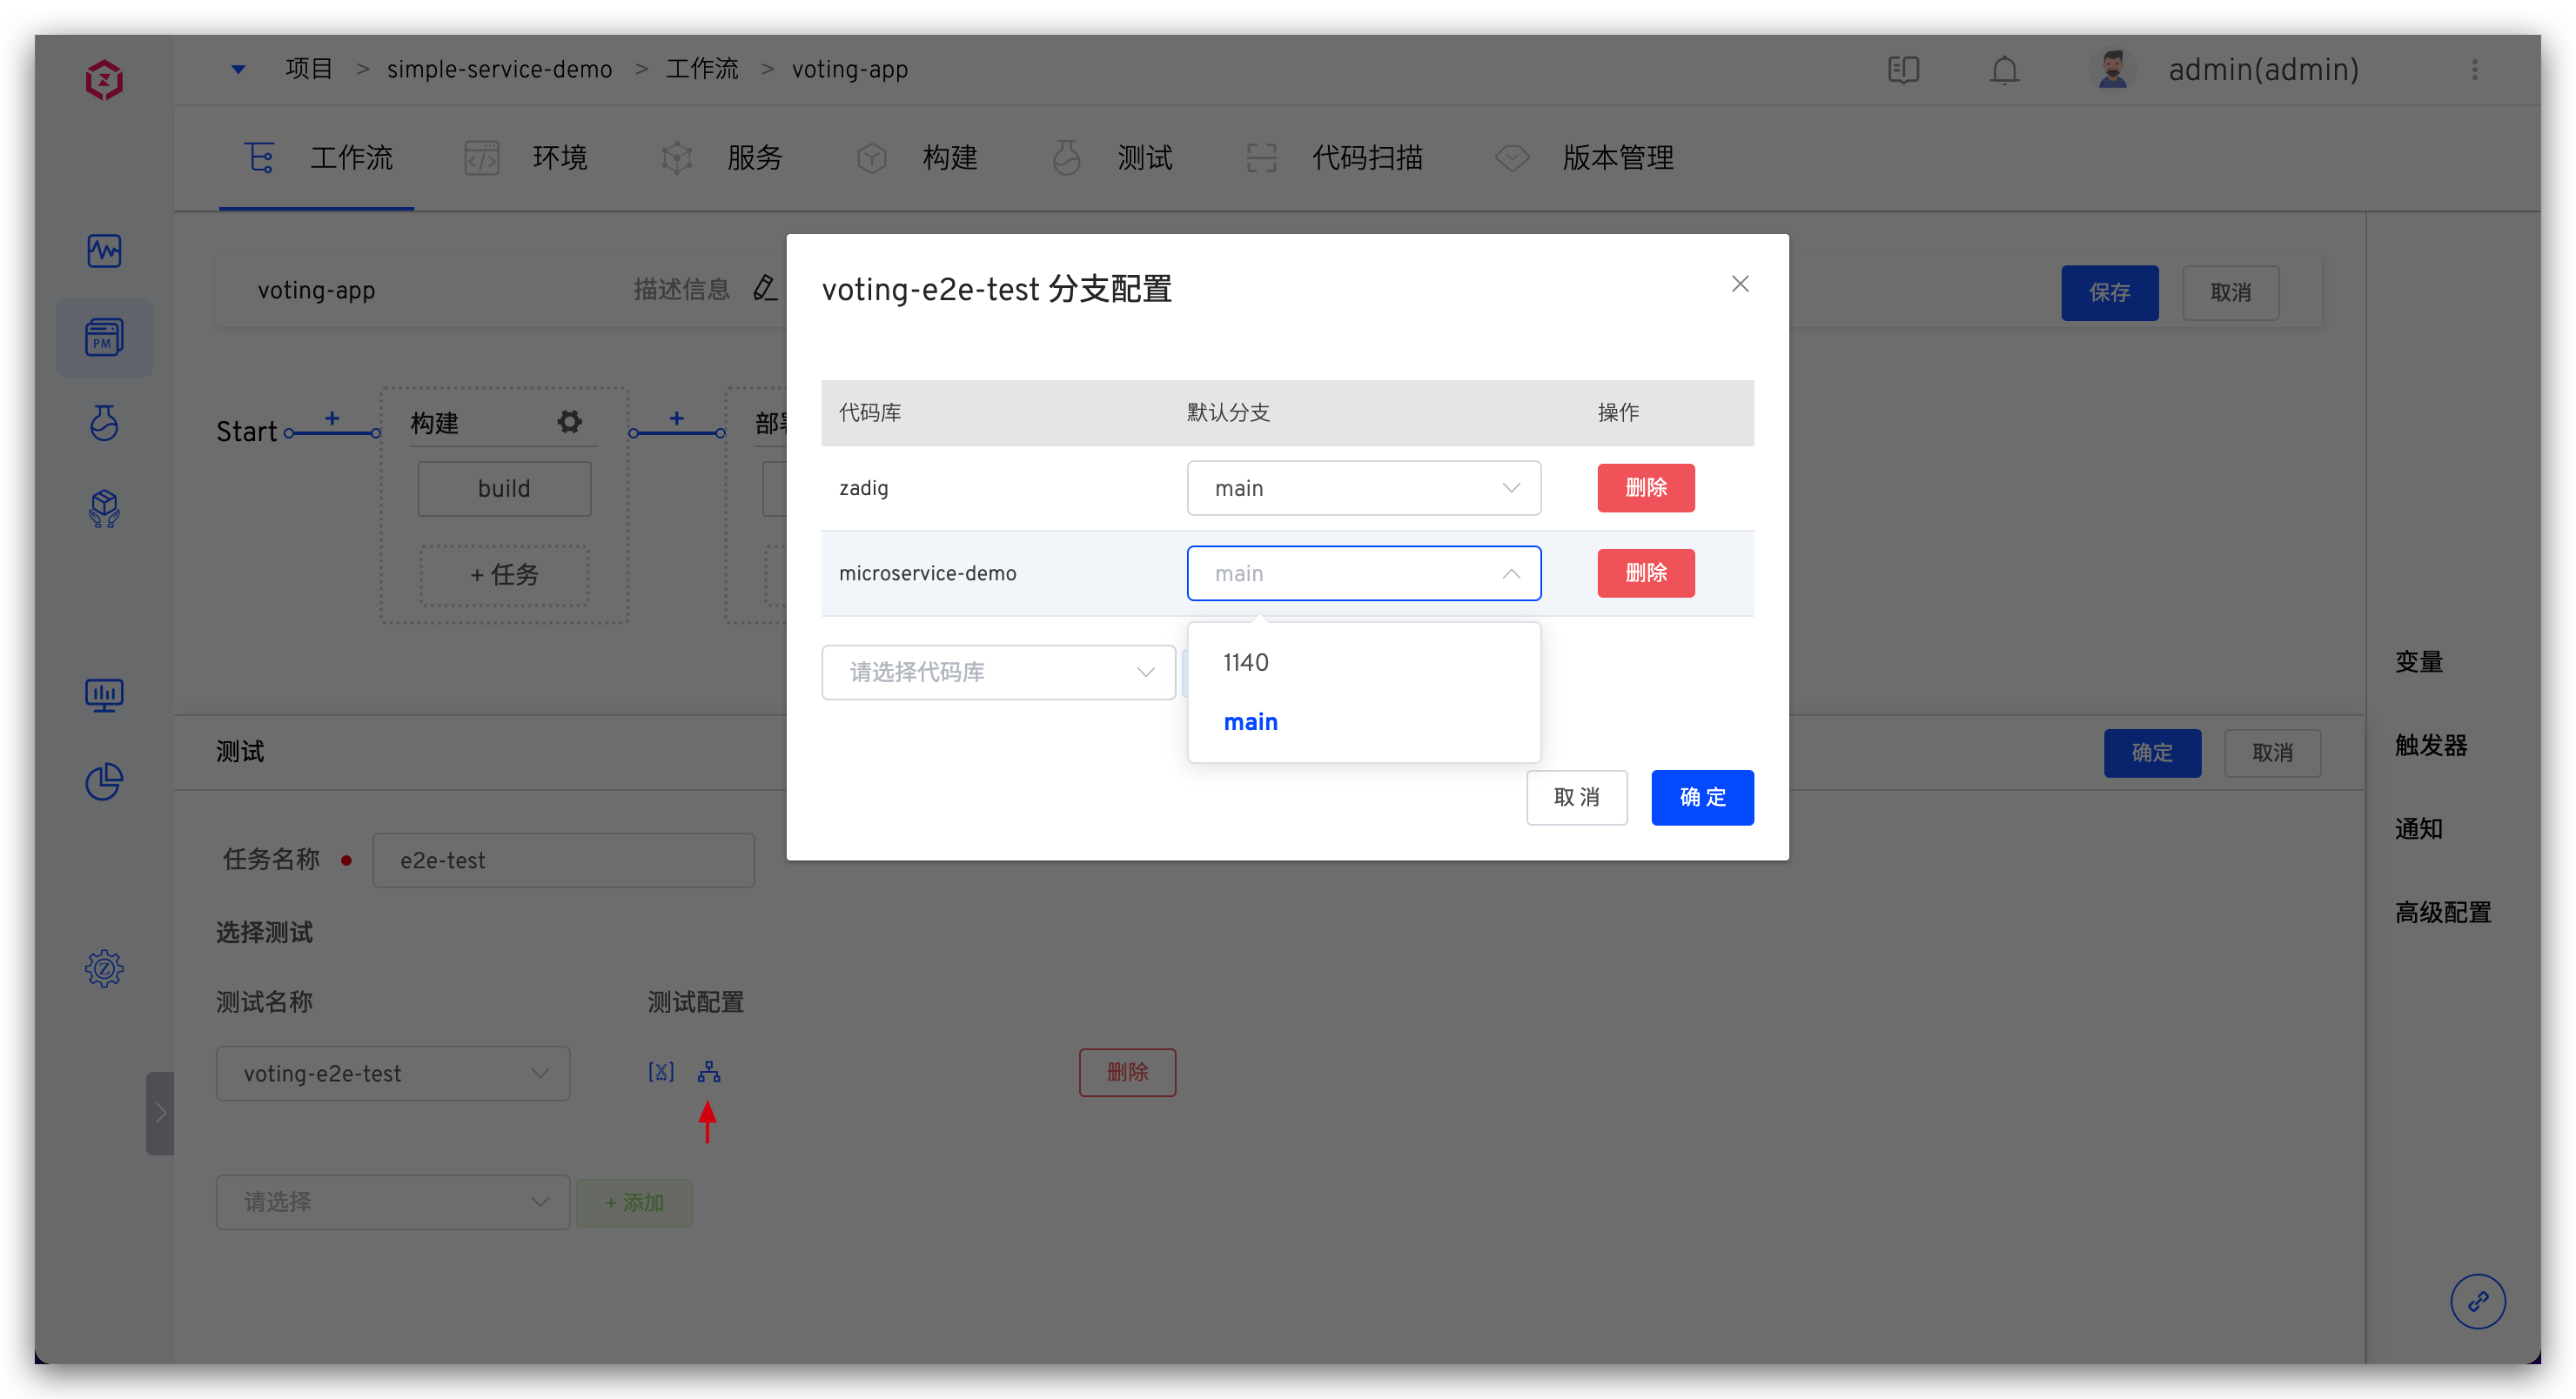 项目 > simple-service-demo > 工作流 > voting-app
admin(admin)
工作流 环境 服务 构建 测试 代码扫描 版本管理
PM
voting-app 描述信息
保存 取消
Start + 构建 +
build
+ 任务
voting-e2e-test 分支配置
代码库 默认分支 操作
zadig main 删除
microservice-demo main 删除
请选择代码库
1140
main
取消 确定
变量
触发器
通知
高级配置
测试 确定 取消
任务名称 e2e-test
选择测试
测试名称 测试配置
voting-e2e-test 删除
请选择 + 添加